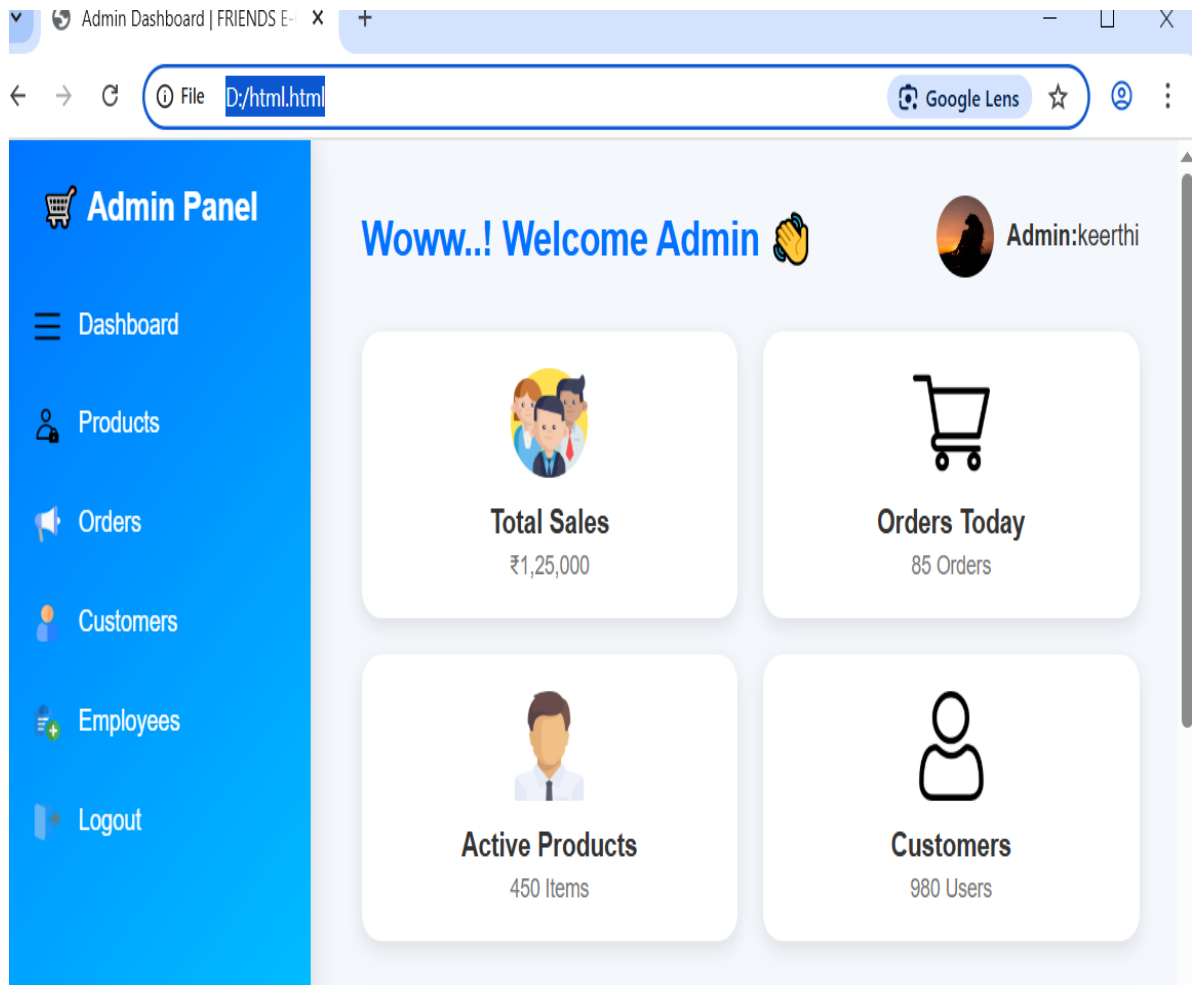 Admin Dashboard | FRIENDS E-
File D:/html.html Google Lens
Admin Panel
Woww..! Welcome Admin 👋
Admin:keerthi
Dashboard
Products
Orders
Customers
Employees
Logout
Total Sales
₹1,25,000
Orders Today
85 Orders
Active Products
450 Items
Customers
980 Users